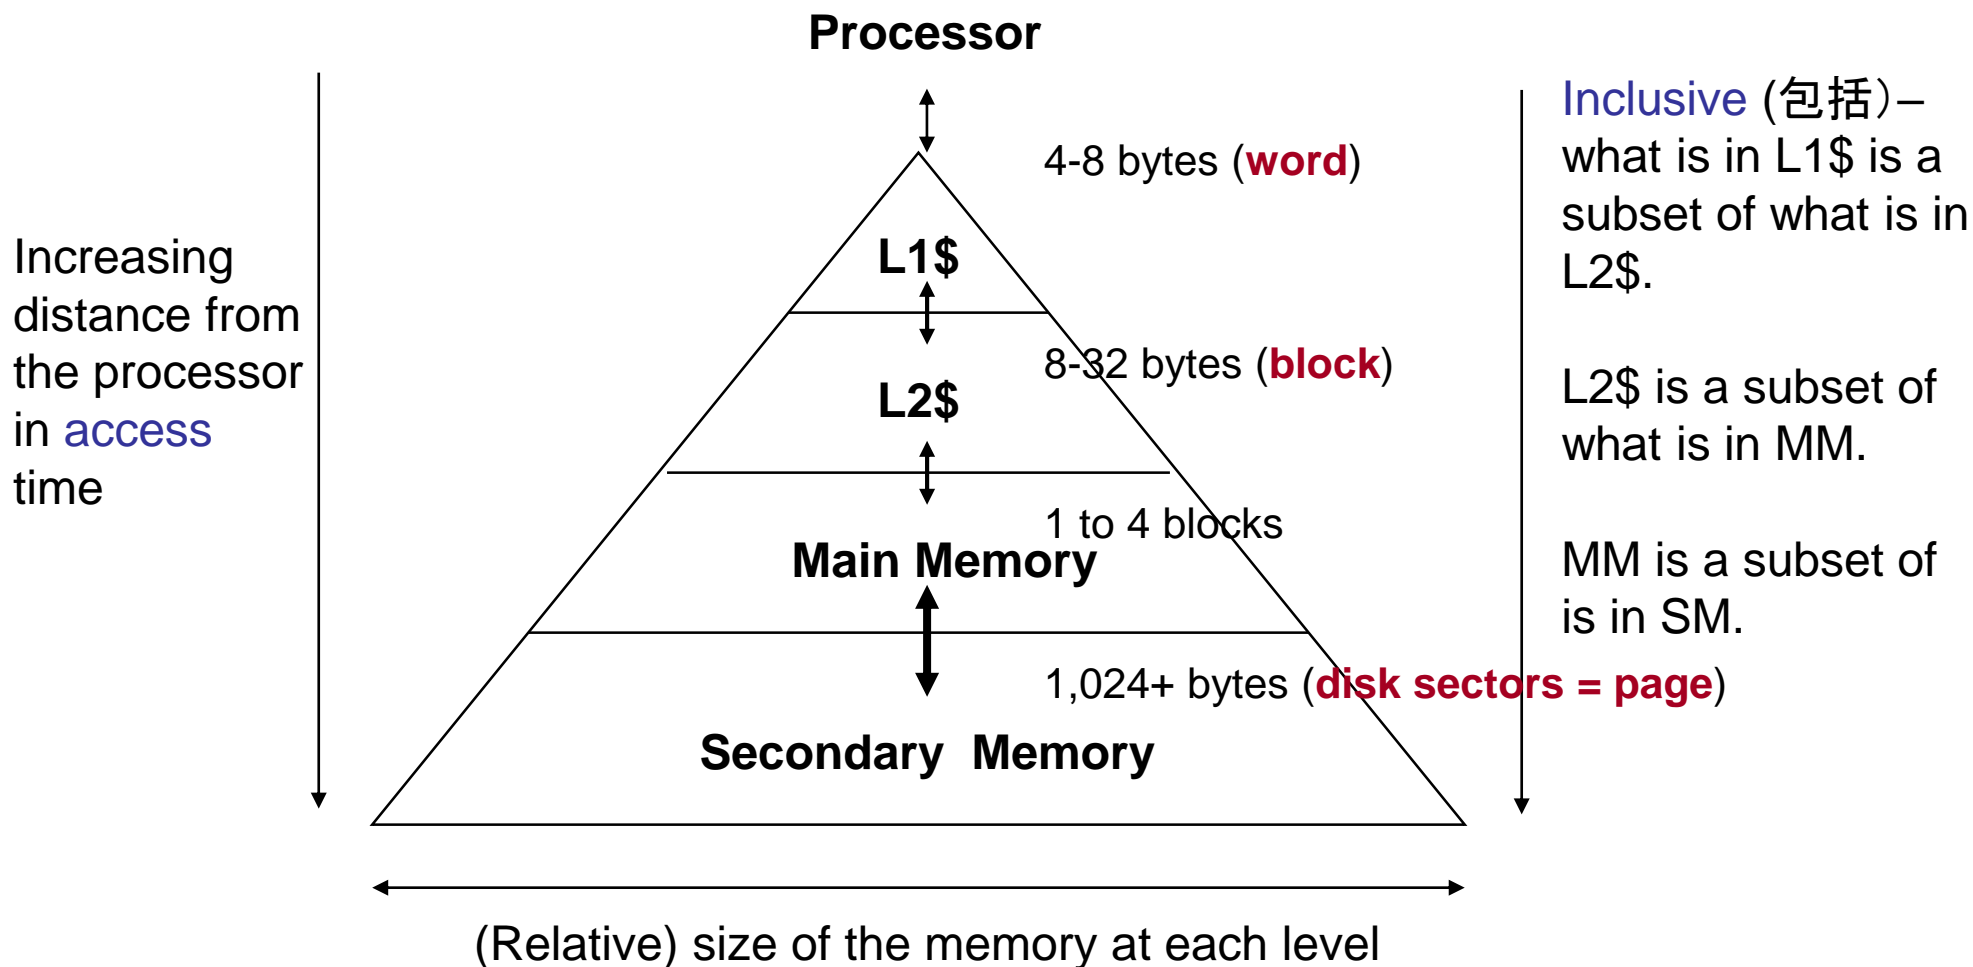 Processor
Increasing
distance from
the processor
in access
time
4-8 bytes (word)
L1$
8-32 bytes (block)
L2$
1 to 4 blocks
Main Memory
1,024+ bytes (disk sectors = page)
Secondary Memory
(Relative) size of the memory at each level
Inclusive (包括）–
what is in L1$ is a
subset of what is in
L2$.
L2$ is a subset of
what is in MM.
MM is a subset of
is in SM.